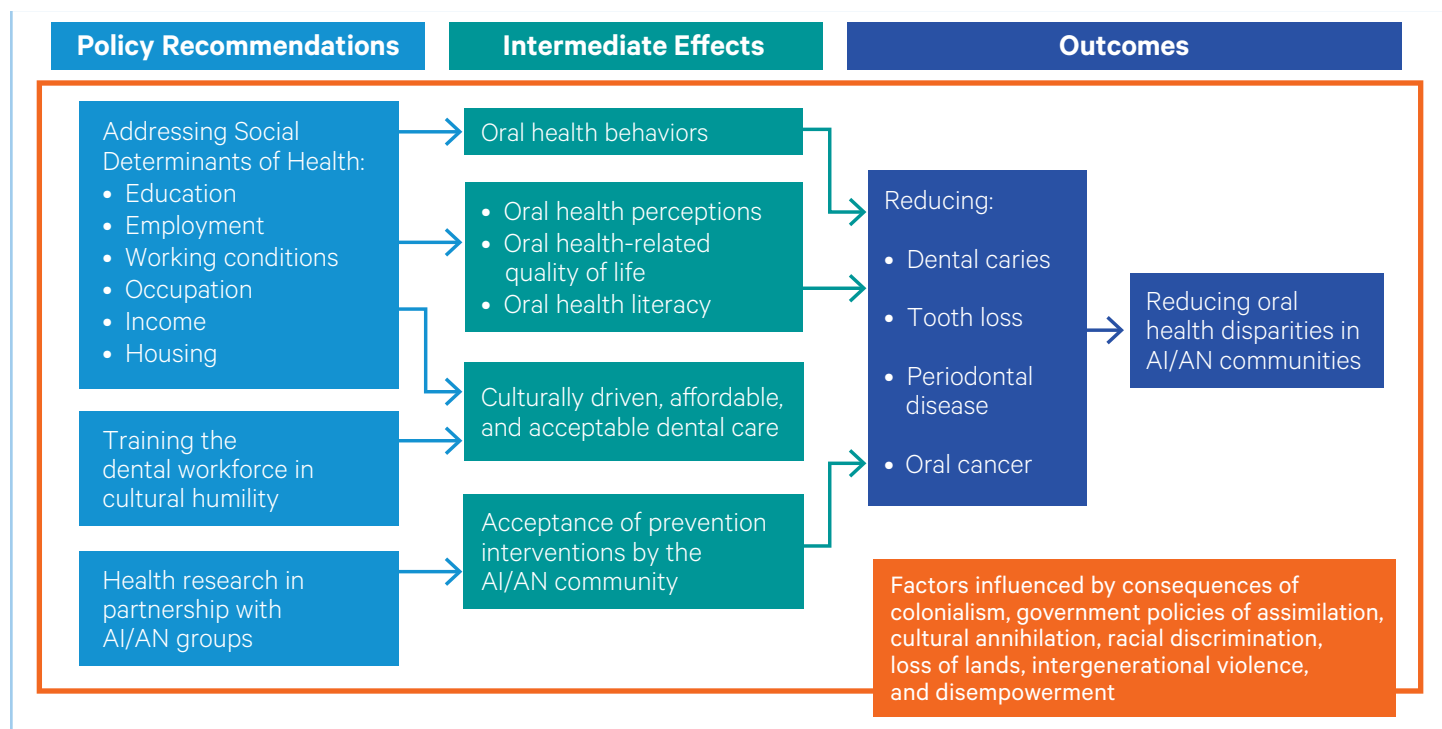 Policy Recommendations
Intermediate Effects
Outcomes
Addressing Social
Determinants of Health:
• Education
• Employment
• Working conditions
• Occupation
• Income
• Housing
Training the
dental workforce in
cultural humility
Health research in
partnership with
AI/AN groups
Oral health behaviors
• Oral health perceptions
• Oral health-related
quality of life
• Oral health literacy
Culturally driven, affordable,
and acceptable dental care
Acceptance of prevention
interventions by the
AI/AN community
Reducing:
• Dental caries
• Tooth loss
• Periodontal
disease
• Oral cancer
Reducing oral
health disparities in
AI/AN communities
Factors influenced by consequences of
colonialism, government policies of assimilation,
cultural annihilation, racial discrimination,
loss of lands, intergenerational violence,
and disempowerment